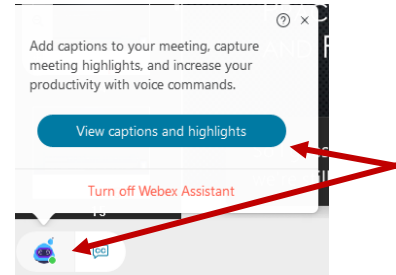 Add captions to your meeting, capture
meeting highlights, and increase your
productivity with voice commands.
View captions and highlights
Turn off Webex Assistant
CC